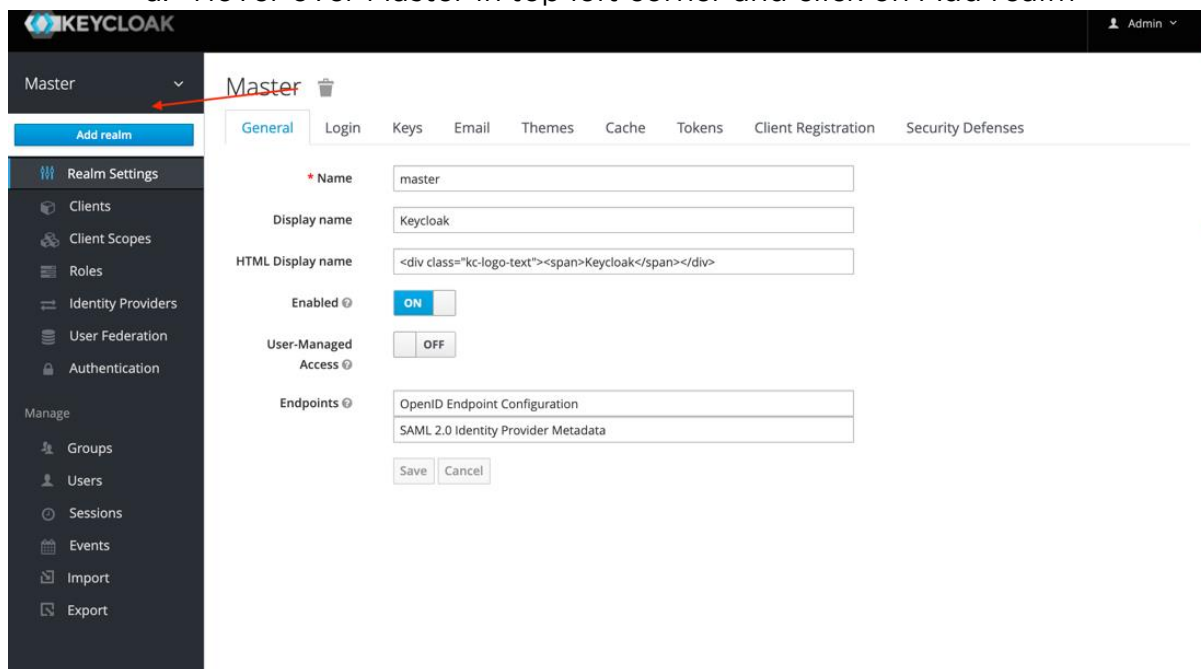 a. Hover over Master in top left corner and click on Add realm
KEYCLOAK
Admin
Master
Add realm
Realm Settings
Clients
Client Scopes
Roles
Identity Providers
User Federation
Authentication
Manage
Groups
Users
Sessions
Events
Import
Export
Master
General Login Keys Email Themes Cache Tokens Client Registration Security Defenses
* Name master
Display name Keycloak
HTML Display name <div class="kc-logo-text"><span>Keycloak</span></div>
Enabled ON
User-Managed
Access OFF
Endpoints OpenID Endpoint Configuration
SAML 2.0 Identity Provider Metadata
Save Cancel